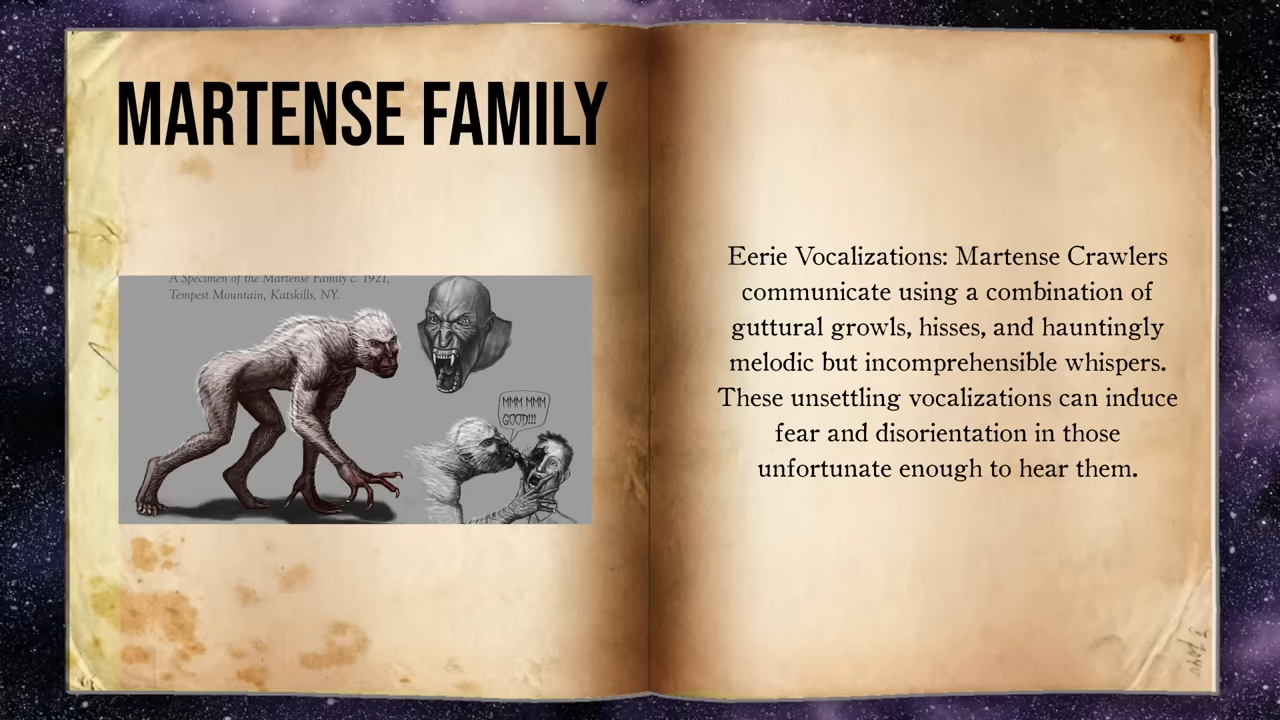 MARTENSE FAMILY
A Specimen of the Martense Family c. 1921,
Tempest Mountain, Katskills, NY.
MMM MMM
GOOD!!!
Eerie Vocalizations: Martense Crawlers
communicate using a combination of
guttural growls, hisses, and hauntingly
melodic but incomprehensible whispers.
These unsettling vocalizations can induce
fear and disorientation in those
unfortunate enough to hear them.